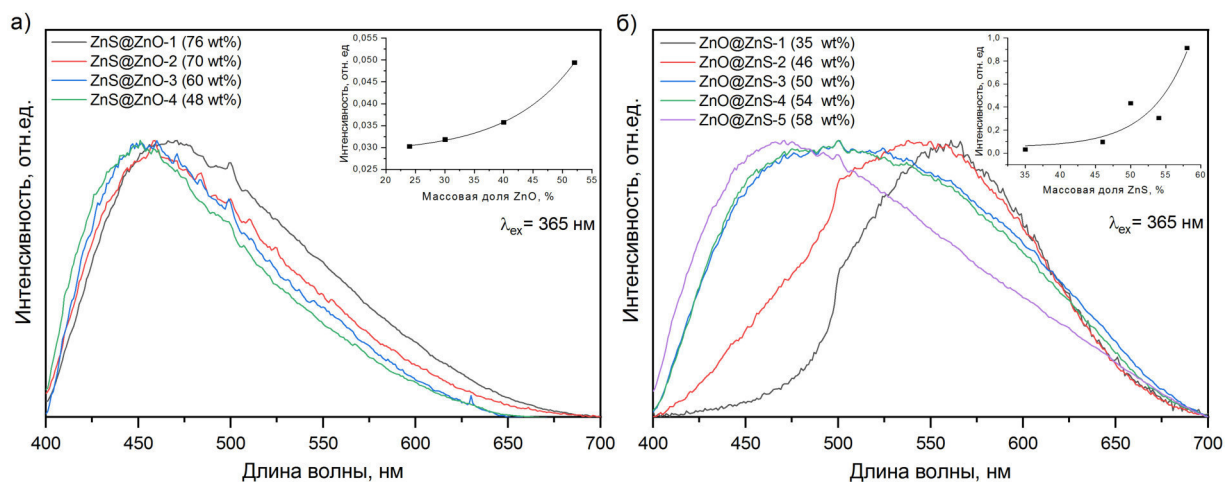 а)
ZnS@ZnO-1 (76 wt%)
ZnS@ZnO-2 (70 wt%)
ZnS@ZnO-3 (60 wt%)
ZnS@ZnO-4 (48 wt%)
Интенсивность, отн. ед
0,055
0,050
0,045
0,040
0,035
0,030
0,025
0,020
20 25 30 35 40 45 50 55
Массовая доля ZnO, %
λex= 365 нм
Интенсивность, отн.ед.
400 450 500 550 600 650 700
Длина волны, нм
б)
ZnO@ZnS-1 (35 wt%)
ZnO@ZnS-2 (46 wt%)
ZnO@ZnS-3 (50 wt%)
ZnO@ZnS-4 (54 wt%)
ZnO@ZnS-5 (58 wt%)
Интенсивность, отн. ед
1,0
0,8
0,6
0,4
0,2
0,0
35 40 45 50 55 60
Массовая доля ZnS, %
λex= 365 нм
Интенсивность, отн.ед.
400 450 500 550 600 650 700
Длина волны, нм